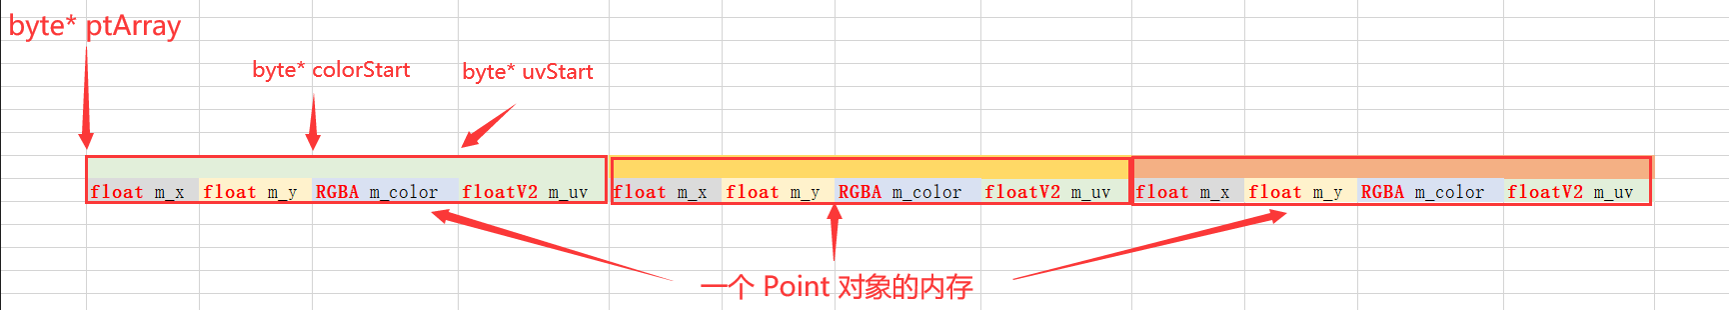 byte* ptArray
byte* colorStart
byte* uvStart
float m_x float m_y RGBA m_color floatV2 m_uv float m_x float m_y RGBA m_color floatV2 m_uv float m_x float m_y RGBA m_color floatV2 m_uv
一个 Point 对象的内存